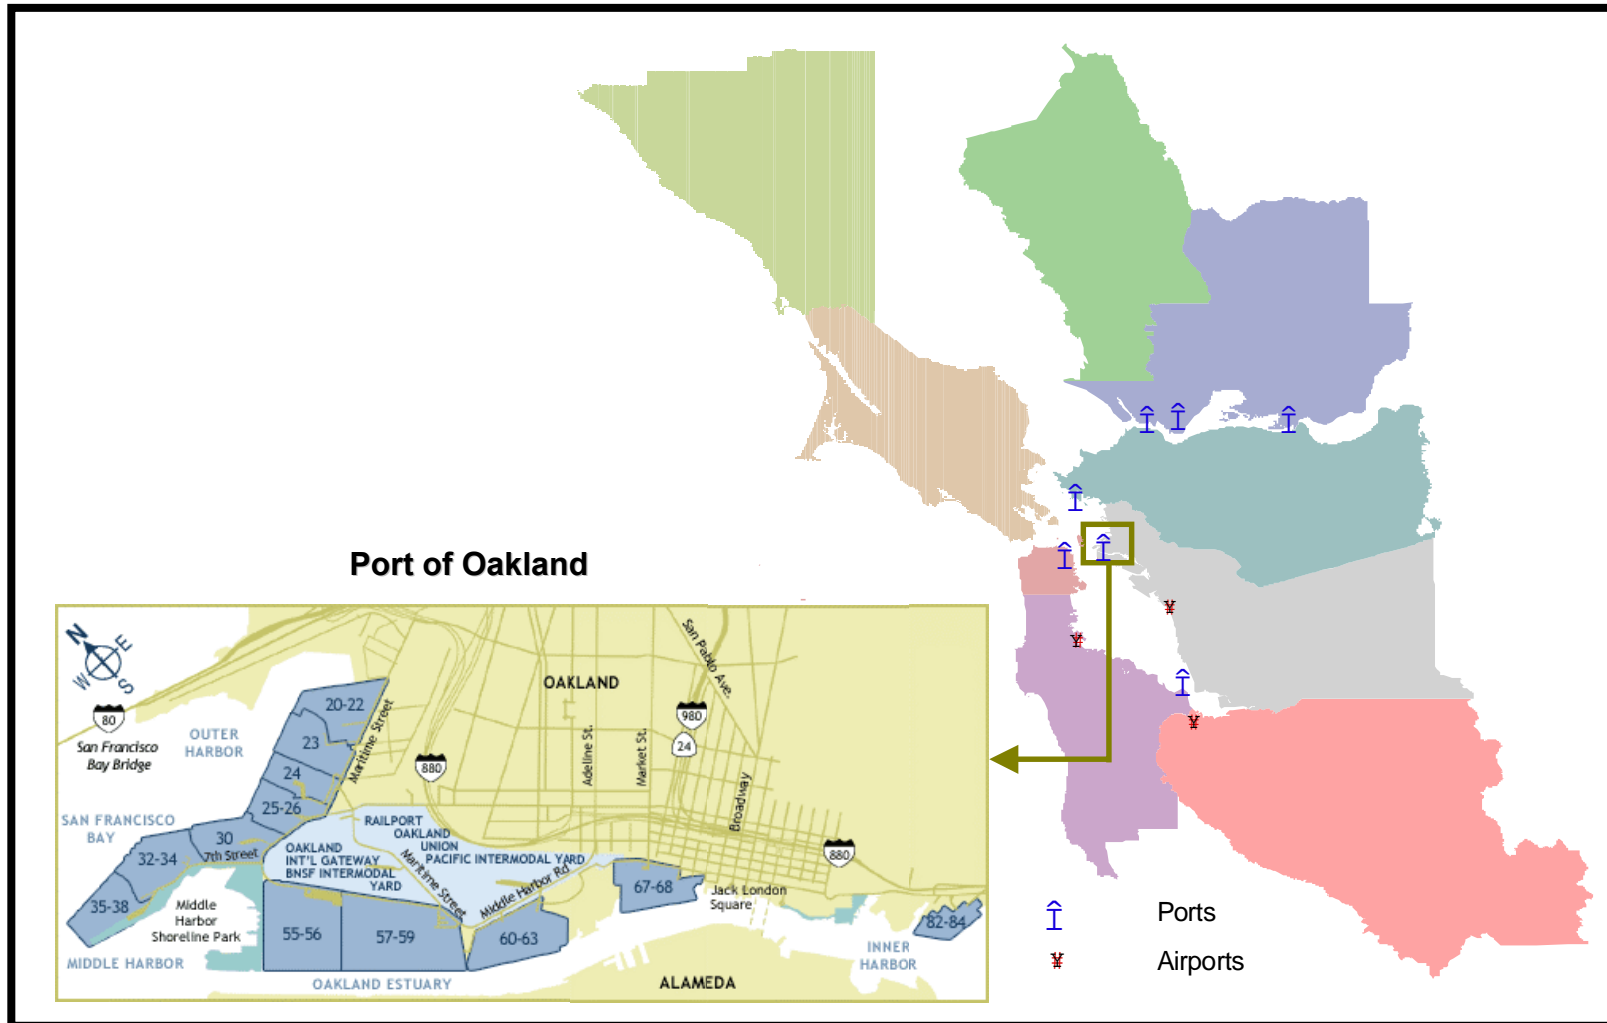 Port of Oakland
N
E
W
S
80
San Francisco
Bay Bridge
OUTER
HARBOR
SAN FRANCISCO
BAY
20-22
23
24
25-26
30
7th Street
32-34
35-38
Maritime Street
880
OAKLAND
San Pablo Ave.
980
24
Adeline St.
Market St.
Broadway
880
RAILPORT
OAKLAND
UNION
PACIFIC INTERMODAL YARD
OAKLAND
INT'L GATEWAY
BNSF INTERMODAL
YARD
Maritime Street
Middle Harbor Rd
67-68
Jack London
Square
Middle
Harbor
Shoreline Park
MIDDLE HARBOR
55-56
57-59
60-63
82-84
INNER
HARBOR
OAKLAND ESTUARY
ALAMEDA
Ports
Airports